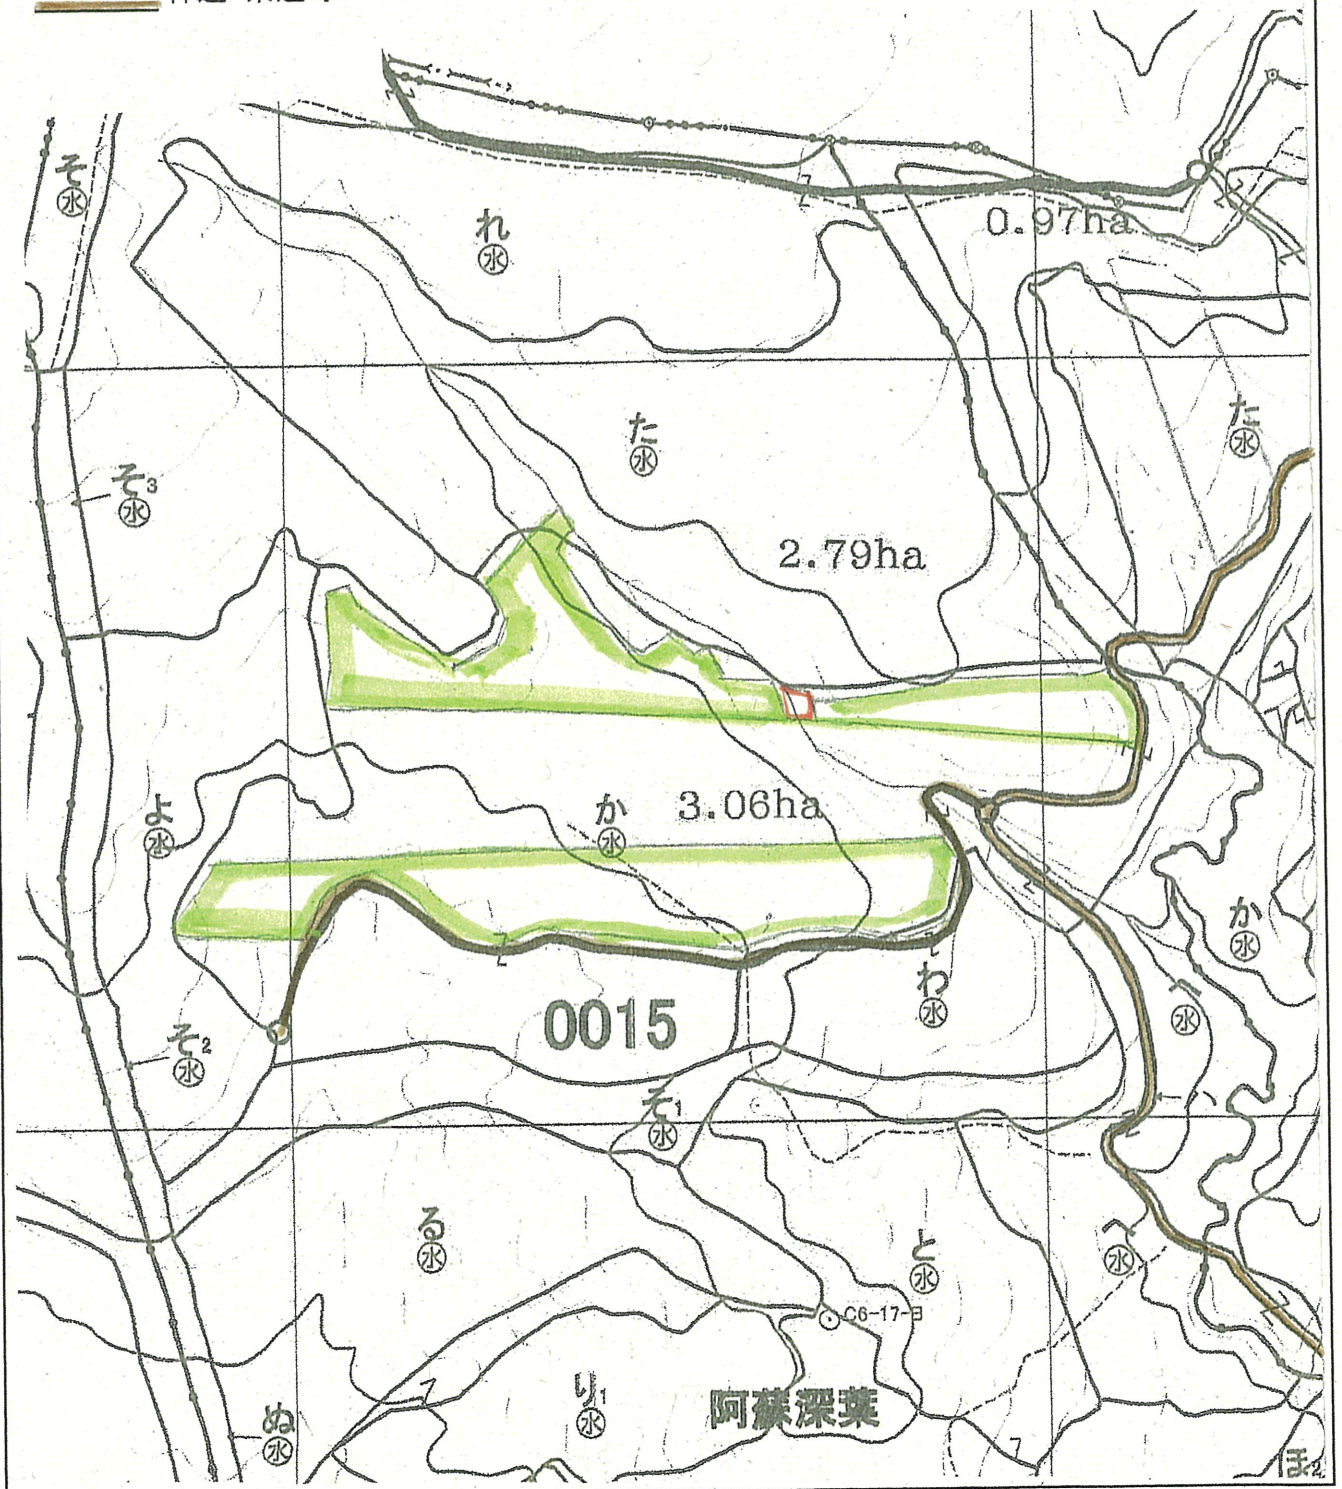 そ
水
れ
水
0.97ha
た
水
た
水
そ3
水
2.79ha
よ
水
か
水
3.06ha
か
水
わ
水
へ
水
0015
そ2
水
ハ
そ1
水
る
水
と
水
へ
水
C6-17-ヨ
り1
水
阿蘇深葉
ぬ
水
ほ2